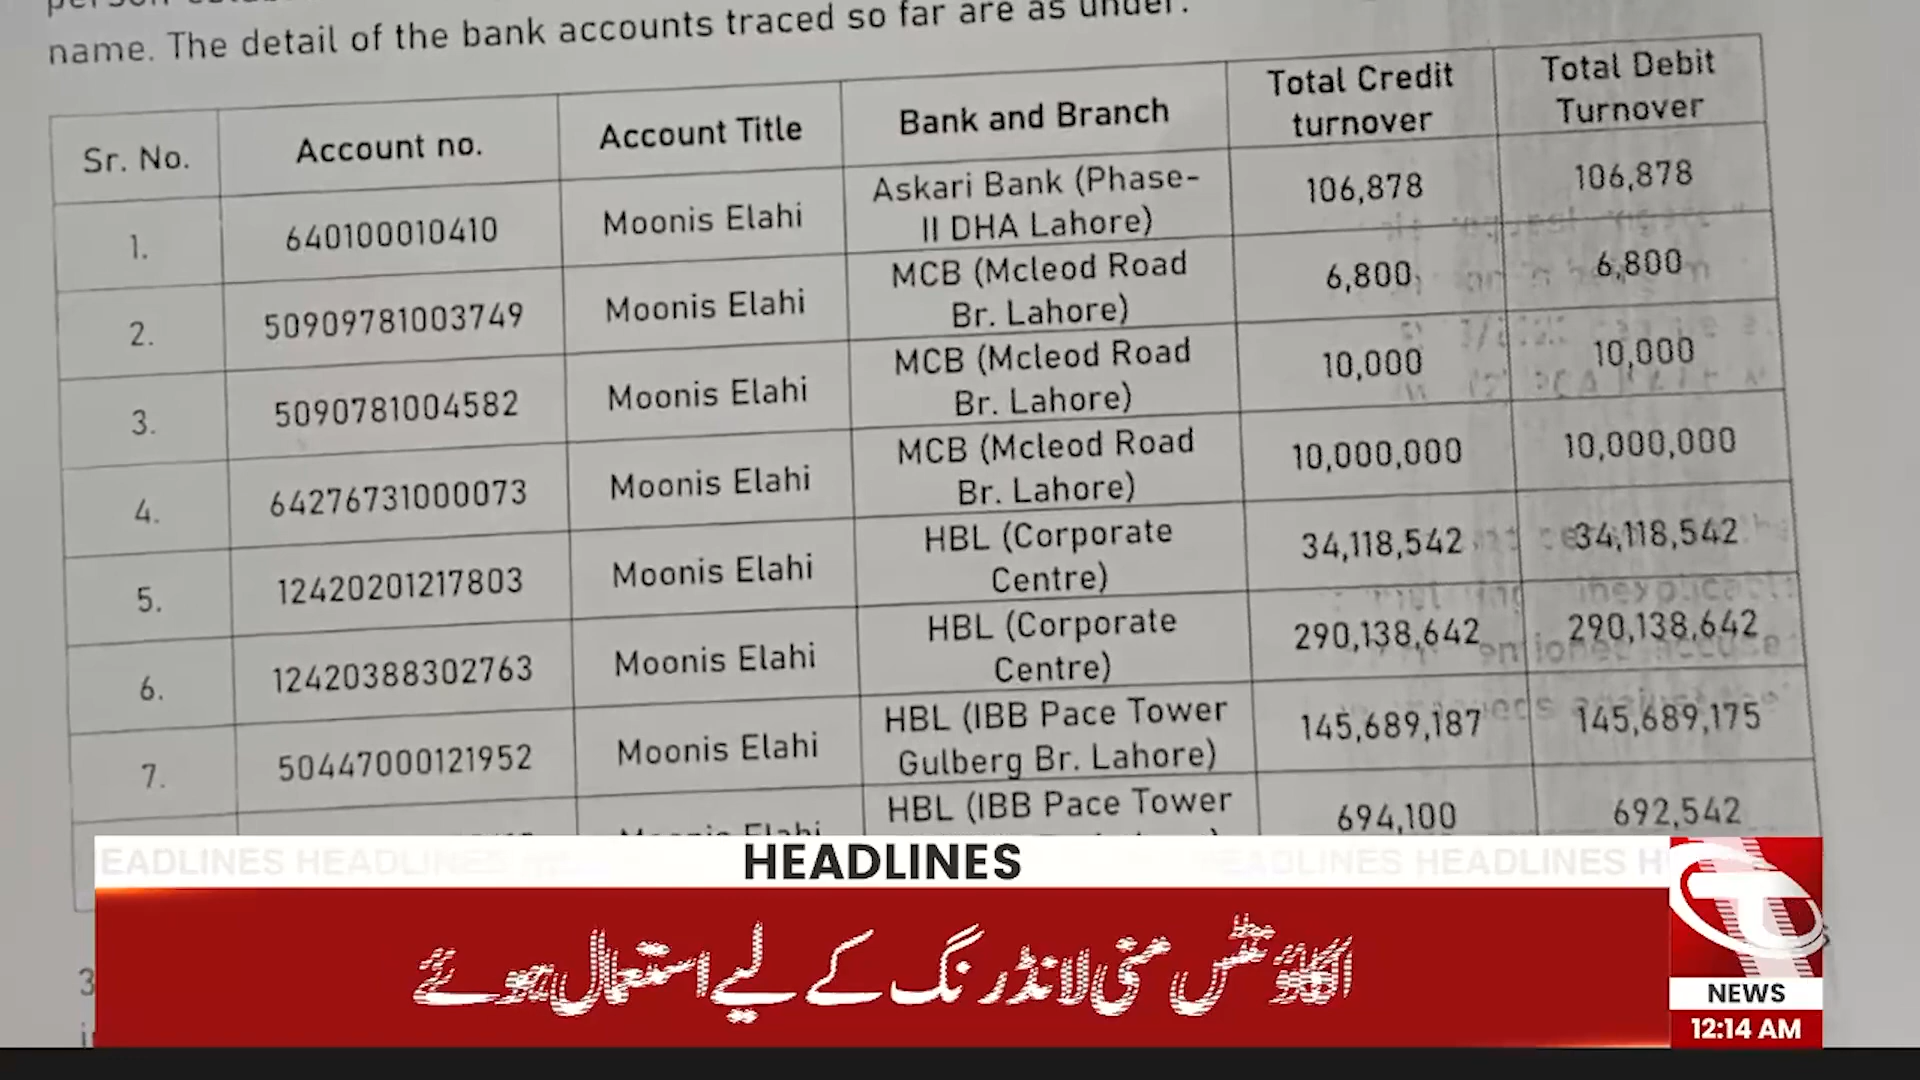 name. The detail of the bank accounts traced so far are as under.
Sr. No. Account no. Account Title Bank and Branch Total Credit turnover Total Debit Turnover
1. 640100010410 Moonis Elahi Askari Bank (Phase-II DHA Lahore) 106,878 106,878
2. 50909781003749 Moonis Elahi MCB (Mcleod Road Br. Lahore) 6,800 6,800
3. 5090781004582 Moonis Elahi MCB (Mcleod Road Br. Lahore) 10,000 10,000
4. 64276731000073 Moonis Elahi MCB (Mcleod Road Br. Lahore) 10,000,000 10,000,000
5. 12420201217803 Moonis Elahi HBL (Corporate Centre) 34,118,542 34,118,542
6. 12420388302763 Moonis Elahi HBL (Corporate Centre) 290,138,642 290,138,642
7. 50447000121952 Moonis Elahi HBL (IBB Pace Tower Gulberg Br. Lahore) 145,689,187 145,689,175
Moonis Elahi HBL (IBB Pace Tower 694,100 692,542
EADLINES HEADLINES HEADLINES EADLINES HEADLINES H
اکاؤنٹس منی لانڈرنگ کے لیے استعمال ہوئے
NEWS
12:14 AM